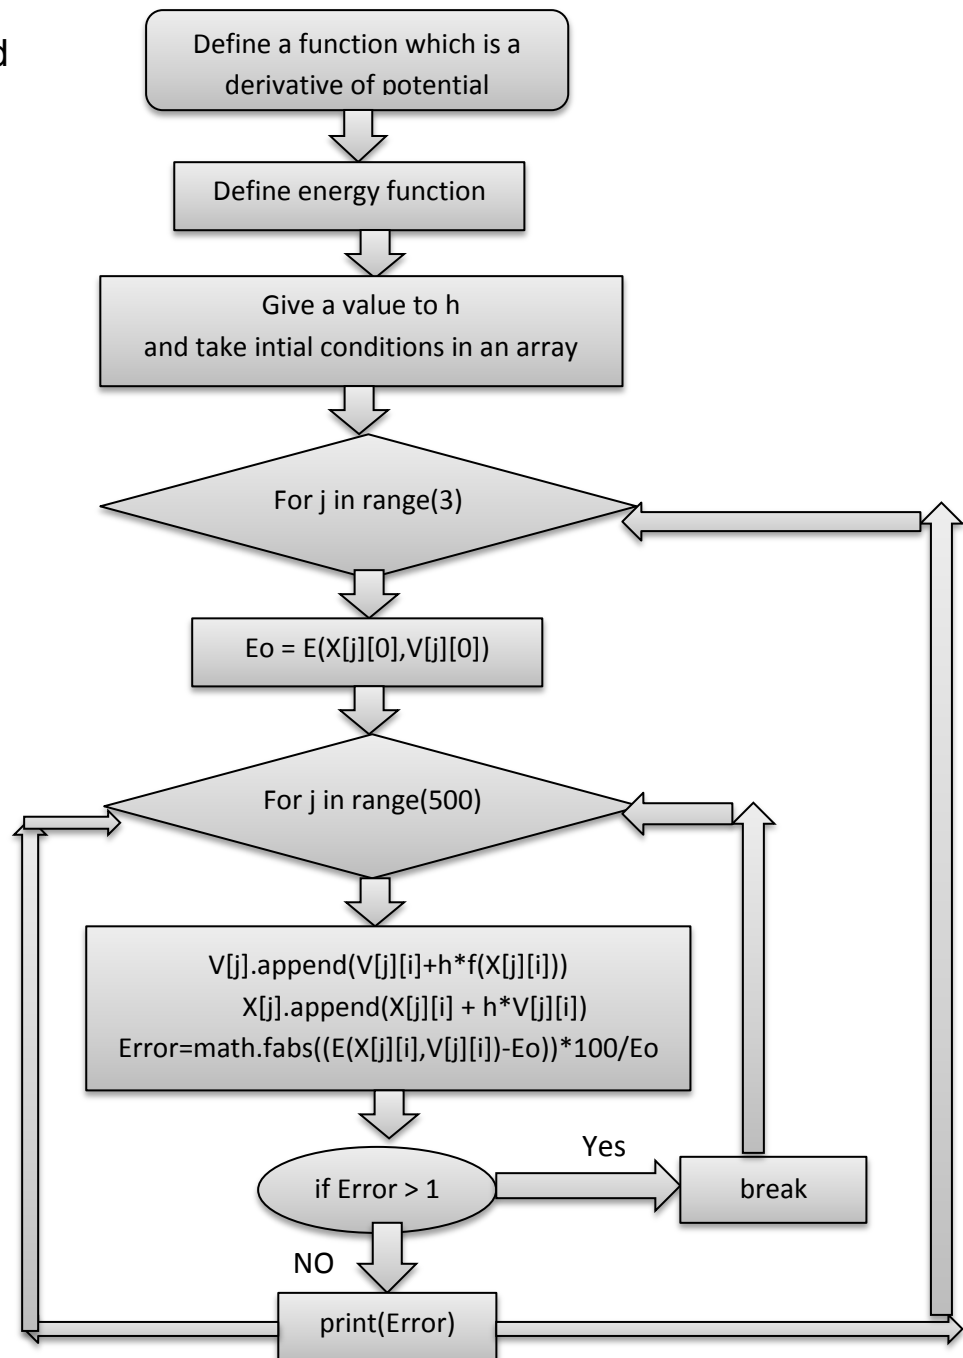 d
Define a function which is a
derivative of potential
Define energy function
Give a value to h
and take intial conditions in an array
For j in range(3)
Eo = E(X[j][0],V[j][0])
For j in range(500)
V[j].append(V[j][i]+h*f(X[j][i]))
X[j].append(X[j][i] + h*V[j][i])
Error=math.fabs((E(X[j][i],V[j][i])-Eo))*100/Eo
Yes
if Error > 1
break
NO
print(Error)